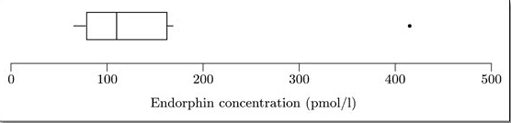 0 100 200 300 400 500
Endorphin concentration (pmol/l)